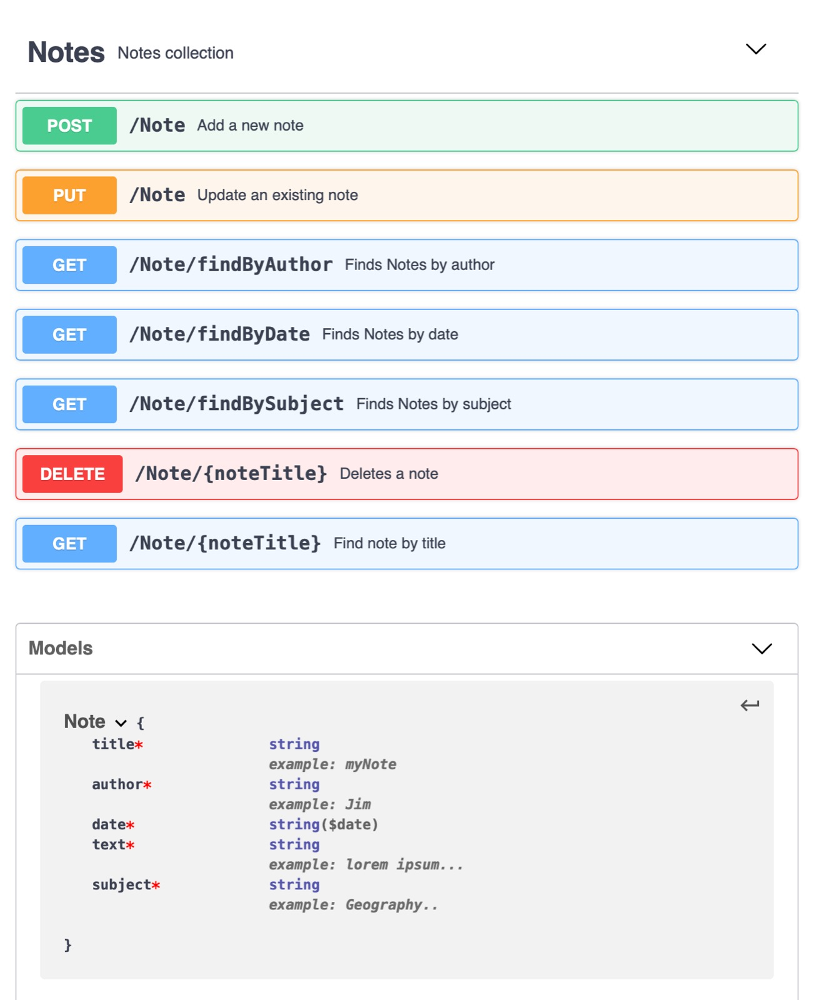 Notes Notes collection
POST /Note Add a new note
PUT /Note Update an existing note
GET /Note/findByAuthor Finds Notes by author
GET /Note/findByDate Finds Notes by date
GET /Note/findBySubject Finds Notes by subject
DELETE /Note/{noteTitle} Deletes a note
GET /Note/{noteTitle} Find note by title
Models
Note {
title* string
example: myNote
author* string
example: Jim
date* string($date)
text* string
example: lorem ipsum...
subject* string
example: Geography..
}